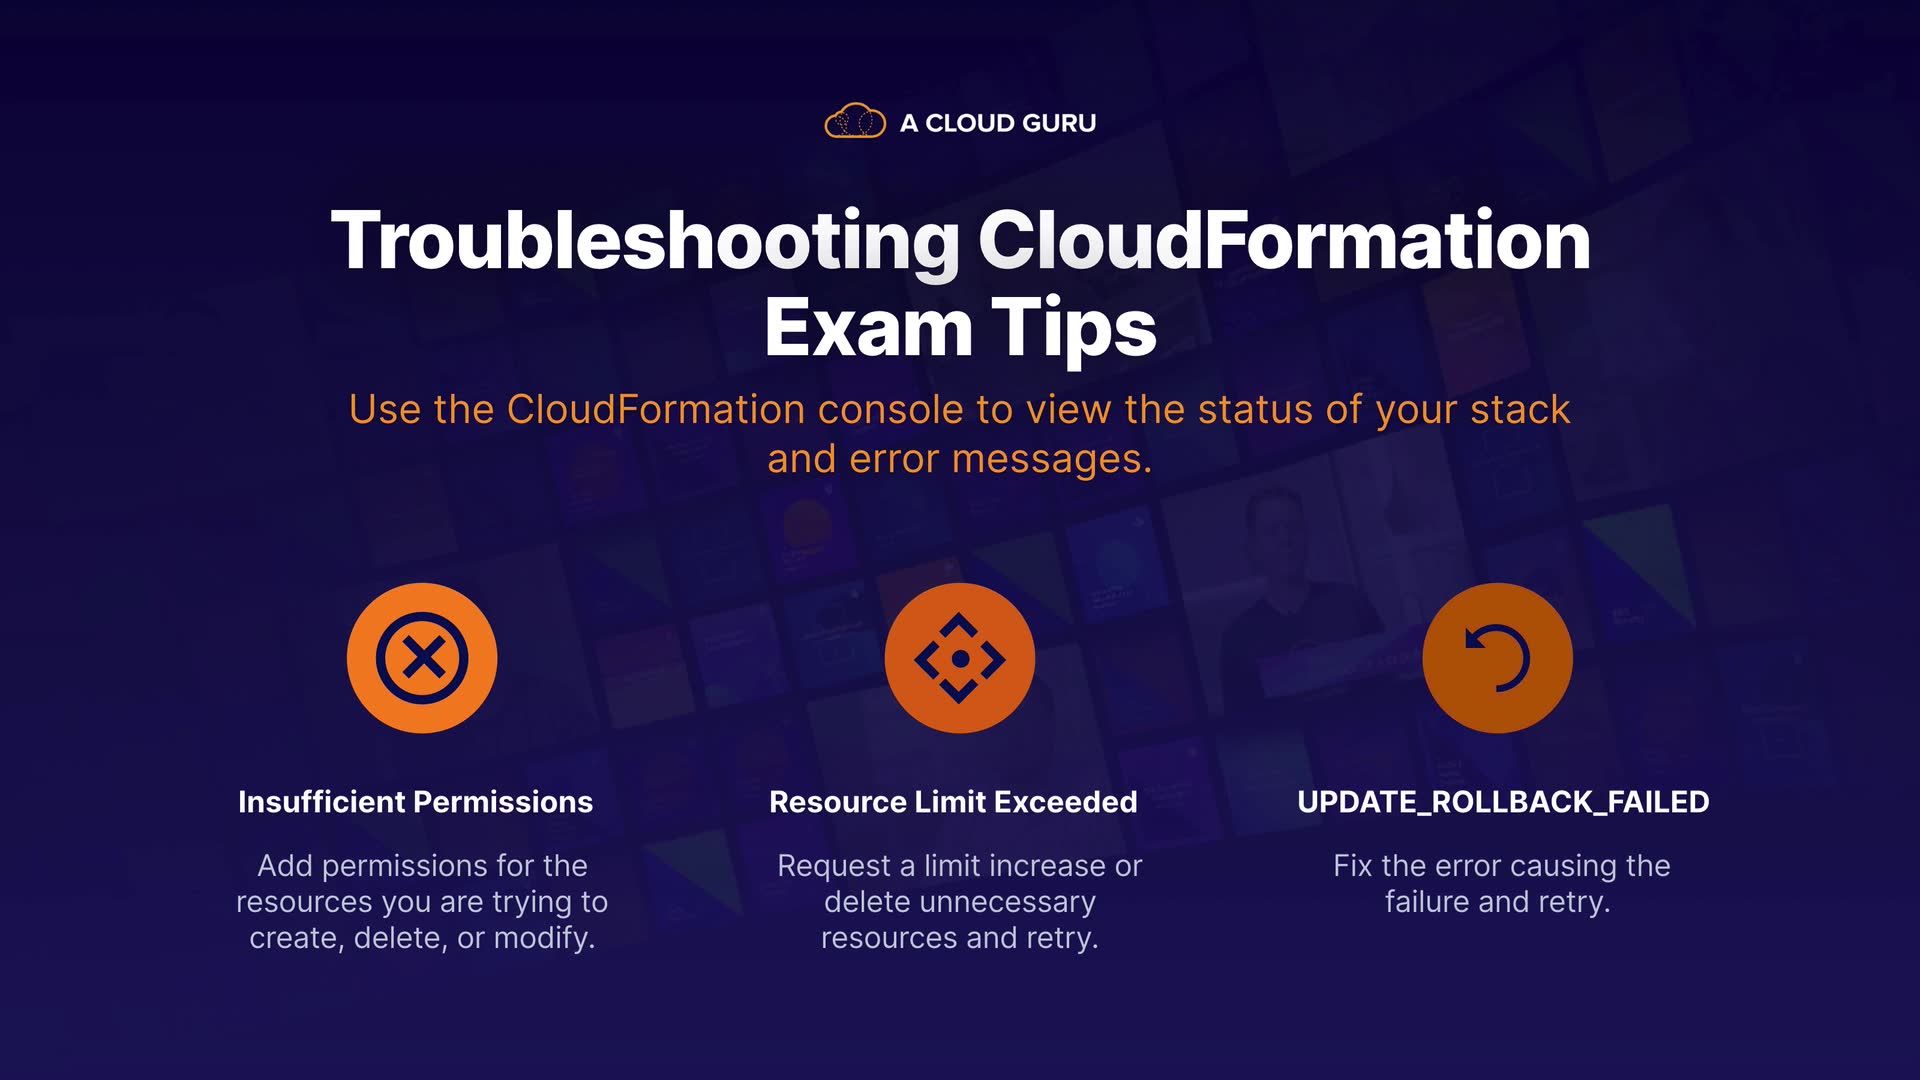 A CLOUD GURU
Troubleshooting CloudFormation
Exam Tips
Use the CloudFormation console to view the status of your stack
and error messages.
Insufficient Permissions
Add permissions for the
resources you are trying to
create, delete, or modify.
Resource Limit Exceeded
Request a limit increase or
delete unnecessary
resources and retry.
UPDATE_ROLLBACK_FAILED
Fix the error causing the
failure and retry.